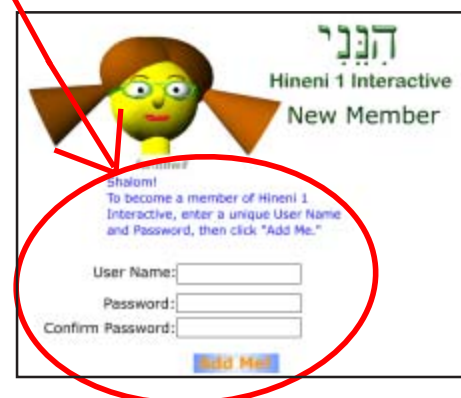 הִנֵּנִי
Hineni 1 Interactive
New Member
Shalom!
To become a member of Hineni 1
Interactive, enter a unique User Name
and Password, then click "Add Me."
User Name:
Password:
Confirm Password:
Add Me!